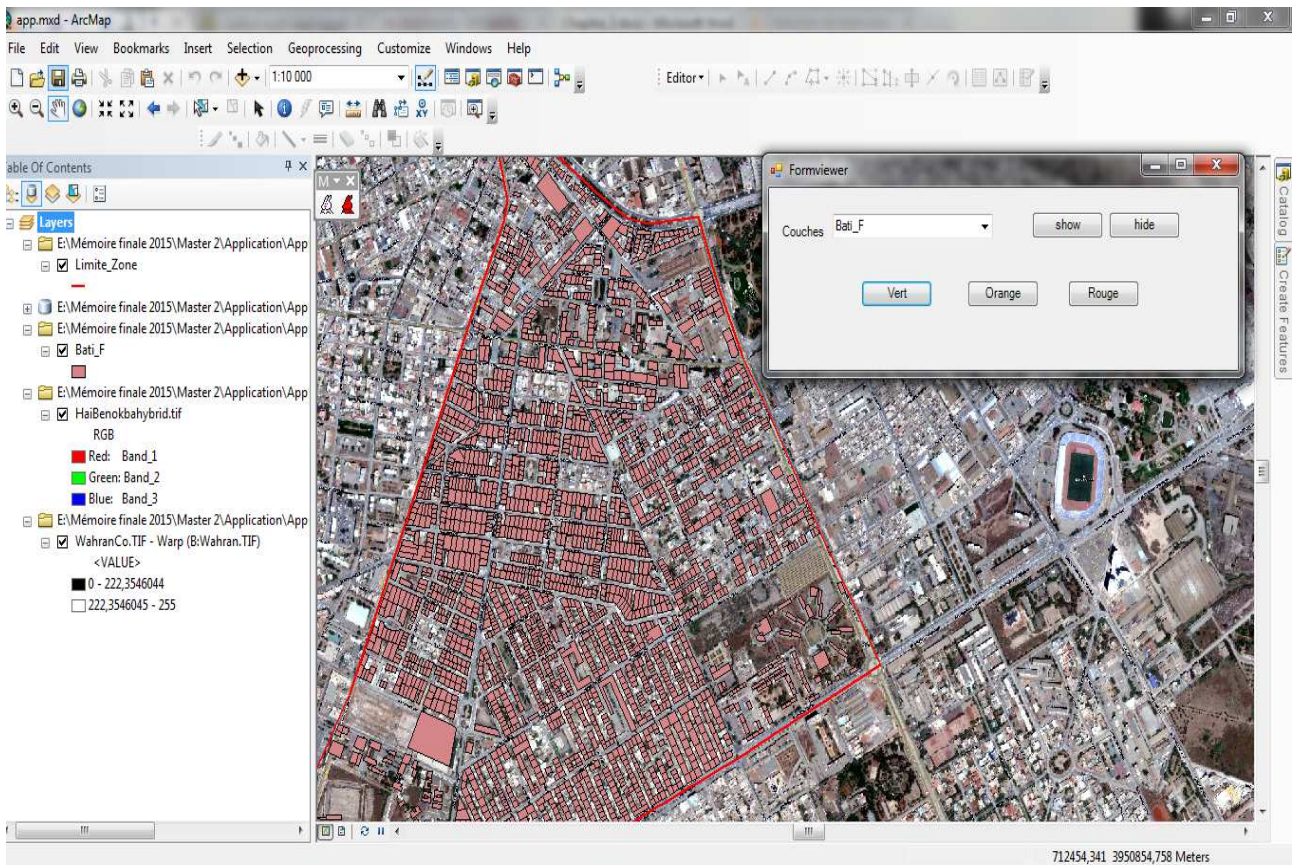 app.mxd - ArcMap
File Edit View Bookmarks Insert Selection Geoprocessing Customize Windows Help
1:10 000
Editor
Table Of Contents
Layers
E:\Mémoire finale 2015\Master 2\Application\App
Limite_Zone
E:\Mémoire finale 2015\Master 2\Application\App
E:\Mémoire finale 2015\Master 2\Application\App
Bati_F
E:\Mémoire finale 2015\Master 2\Application\App
HaiBenokbahybrid.tif
RGB
Red: Band_1
Green: Band_2
Blue: Band_3
E:\Mémoire finale 2015\Master 2\Application\App
WahranCo.TIF - Warp (B:Wahran.TIF)
<VALUE>
0 - 222,3546044
222,3546045 - 255
M
Formviewer
Couches Bati_F show hide
Vert Orange Rouge
Catalog
Create Features
712454,341 3950854,758 Meters